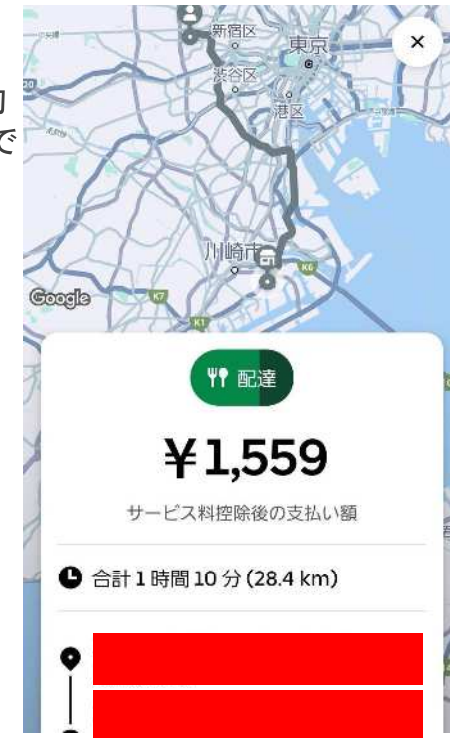 新宿区
東京
渋谷区
港区
で
川崎市
K6
Google
K7
K1
配達
¥1,559
サービス料控除後の支払い額
合計 1 時間 10 分 (28.4 km)